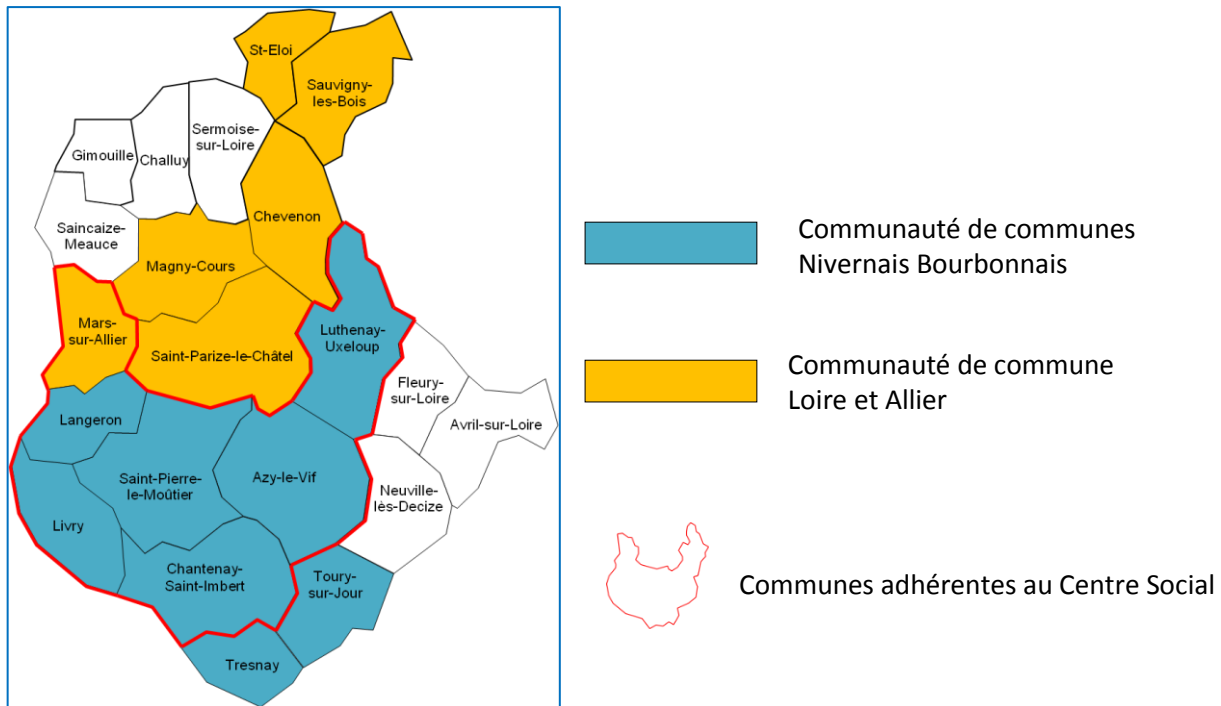 St-Eloi
Sauvigny-
les-Bois
Sermoise-
sur-Loire
Gimouille
Challuy
Chevenon
Saincaize-
Meauce
Magny-Cours
Mars-
sur-Allier
Saint-Parize-le-Châtel
Luthenay-
Uxeloup
Fleury-
sur-Loire
Avril-sur-Loire
Langeron
Saint-Pierre-
le-Moûtier
Azy-le-Vif
Neuville-
lès-Decize
Livry
Chantenay-
Saint-Imbert
Toury-
sur-Jour
Tresnay
Communauté de communes
Nivernais Bourbonnais
Communauté de commune
Loire et Allier
Communes adhérentes au Centre Social